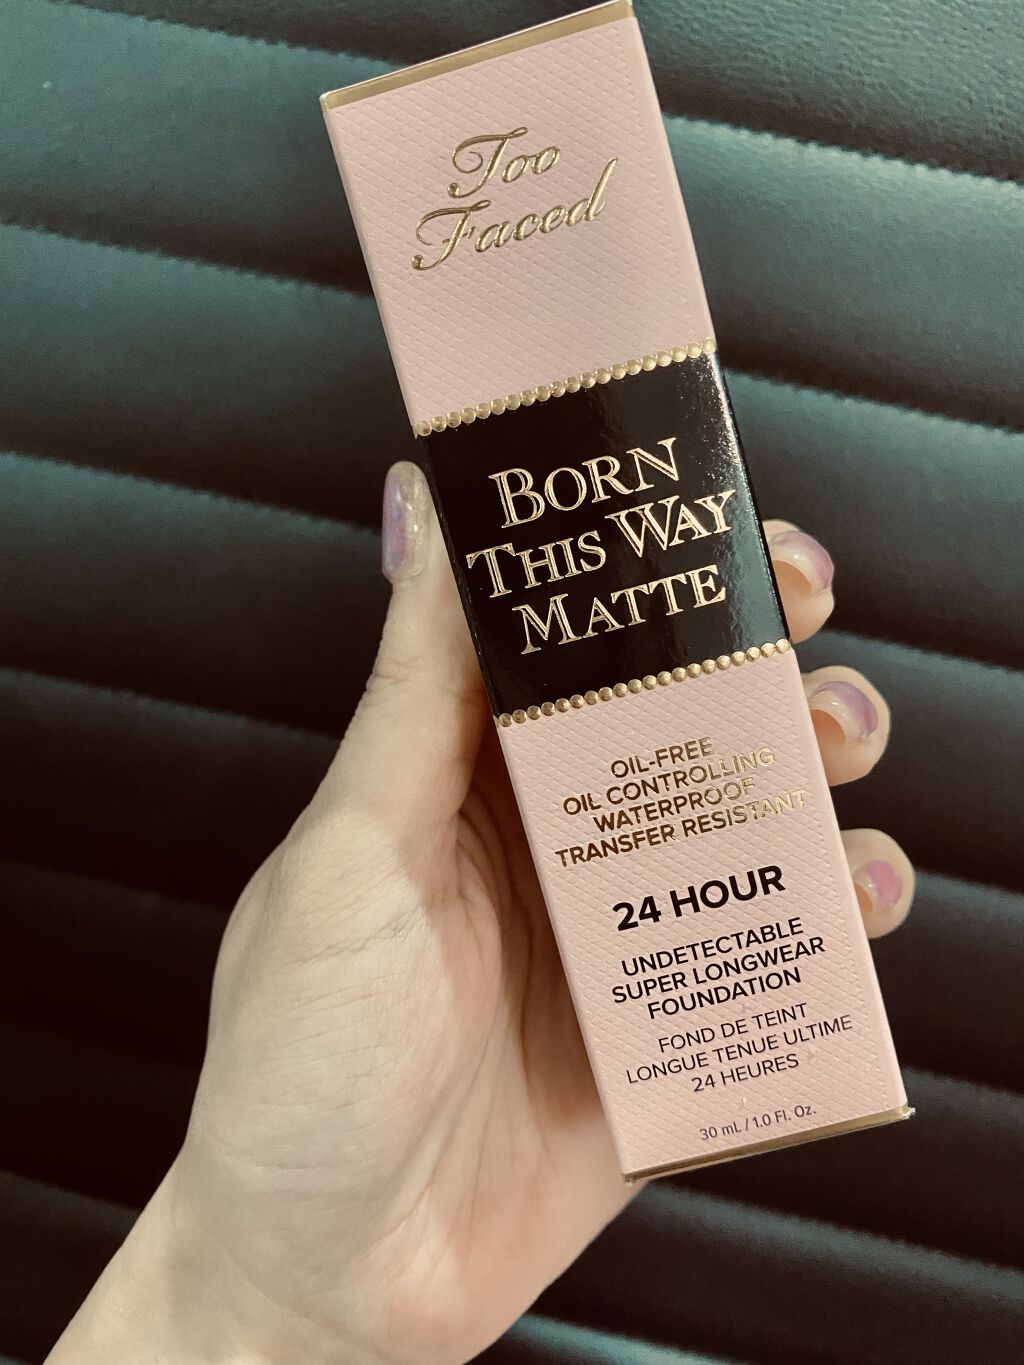 Too
Faced
BORN
THIS WAY
MATTE
OIL-FREE
OIL CONTROLLING
WATERPROOF
TRANSFER RESISTANT
24 HOUR
UNDETECTABLE
SUPER LONGWEAR
FOUNDATION
FOND DE TEINT
LONGUE TENUE ULTIME
24 HEURES
30 mL / 1.0 Fl. Oz.